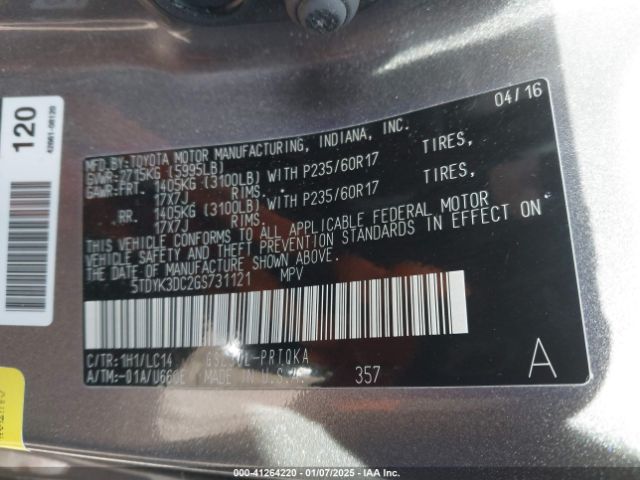 120
42661-08120
04/16
MFD.BY:TOYOTA MOTOR MANUFACTURING, INDIANA, INC.
GVWR:2715KG (5995LB)
GAWR:FRT. 1405KG (3100LB) WITH P235/60R17 TIRES,
17X7J RIMS.
RR. 1405KG (3100LB) WITH P235/60R17 TIRES,
17X7J RIMS.
THIS VEHICLE CONFORMS TO ALL APPLICABLE FEDERAL MOTOR
VEHICLE SAFETY AND THEFT PREVENTION STANDARDS IN EFFECT ON
THE DATE OF MANUFACTURE SHOWN ABOVE.
5TDYK3DC2GS731121 MPV
C/TR:1H1/LC14
A/TM:-01A/U660E MADE IN U.S.A. 357
A
000-41264220 — 01/07/2025 — IAA Inc.